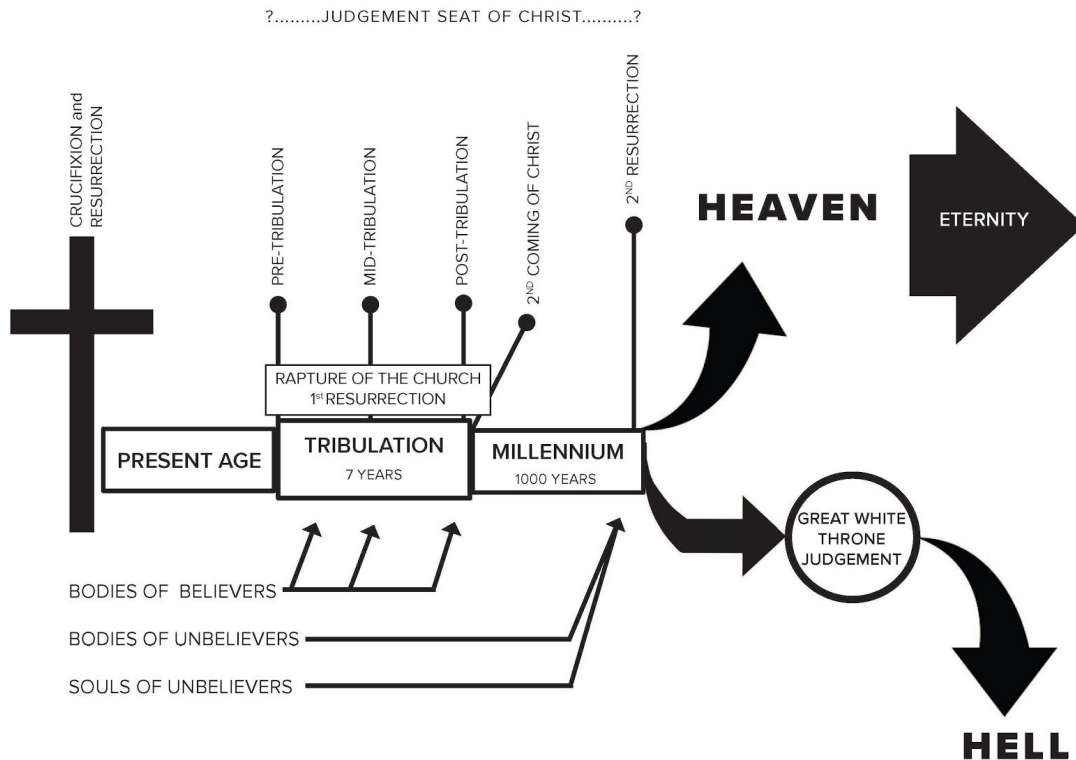 ?.........JUDGEMENT SEAT OF CHRIST..........?
CRUCIFIXION and
RESURRECTION
PRE-TRIBULATION
MID-TRIBULATION
POST-TRIBULATION
2ND COMING OF CHRIST
2ND RESURRECTION
HEAVEN
ETERNITY
RAPTURE OF THE CHURCH
1st RESURRECTION
PRESENT AGE
TRIBULATION
7 YEARS
MILLENNIUM
1000 YEARS
GREAT WHITE
THRONE
JUDGEMENT
BODIES OF BELIEVERS
BODIES OF UNBELIEVERS
SOULS OF UNBELIEVERS
HELL